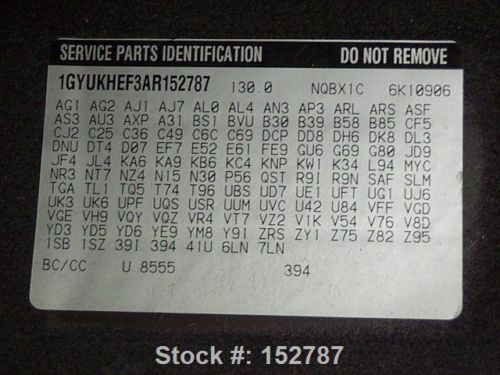 SERVICE PARTS IDENTIFICATION DO NOT REMOVE
1GYUKHEF3AR152787 130.0 NQBX1C 6K10906
AG1 AG2 AJ1 AJ7 AL0 AL4 AN3 AP3 ARL ARS ASF
AS3 AU3 AXP A31 BS1 BVU B30 B39 B58 B85 CF5
CJ2 C25 C36 C49 C6C C69 DCP DD8 DH6 DK8 DL3
DNU DT4 D07 EF7 E52 E61 FE9 GU6 G69 G80 JD9
JF4 JL4 KA6 KA9 KB6 KC4 KNP KW1 K34 L94 MYC
NR3 NT7 NZ4 N15 N30 P56 QST R9I R9N SAF SLM
TGA TL1 TQ5 T74 T96 UBS UD7 UE1 UFT UG1 UJ6
UK3 UK6 UPF UQS USR UUM UVC U42 U84 VFF VGD
VGE VH9 VQY VQZ VR4 VT7 VZ2 V1K V54 V76 V8D
YD3 YD5 YD6 YE9 YM8 Y91 ZRS ZY1 Z75 Z82 Z95
1SB 1SZ 39I 394 41U 6LN 7LN
BC/CC U 8555 394
Stock #: 152787